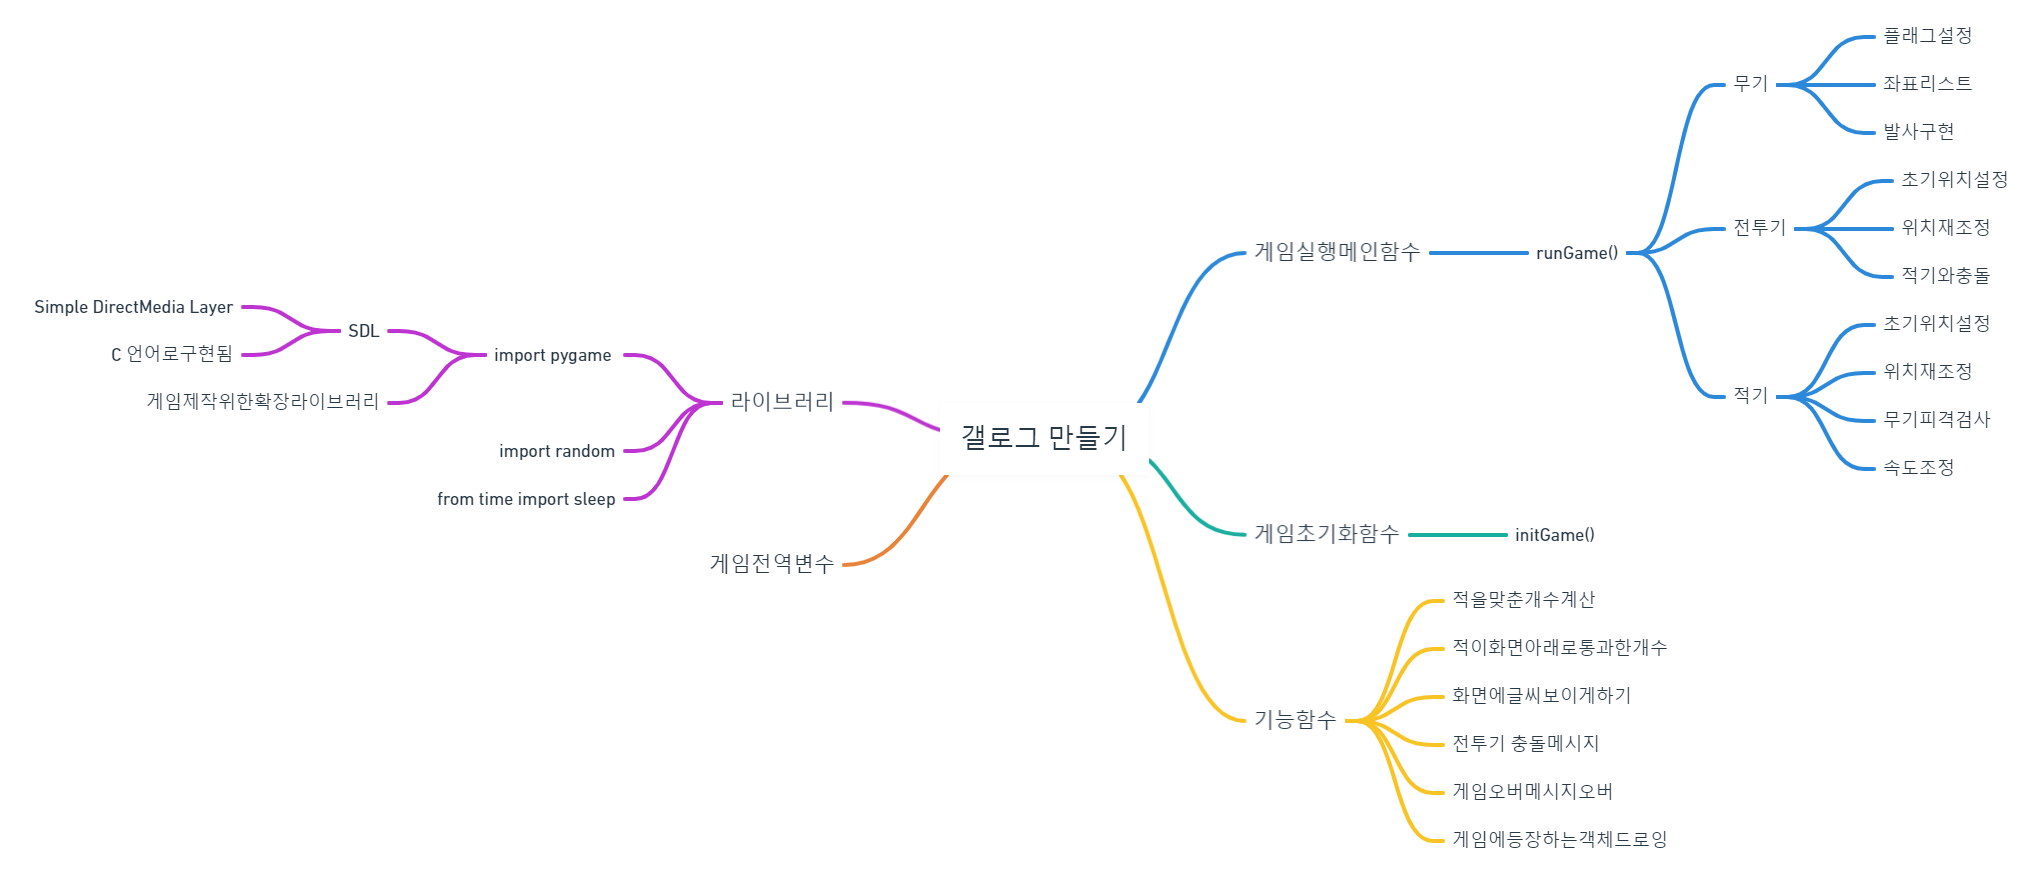 갤로그 만들기
게임실행메인함수
runGame()
무기
플래그설정
좌표리스트
발사구현
전투기
초기위치설정
위치재조정
적기와충돌
적기
초기위치설정
위치재조정
무기피격검사
속도조정
게임초기화함수
initGame()
기능함수
적을맞춘개수계산
적이화면아래로통과한개수
화면에글씨보이게하기
전투기 충돌메시지
게임오버메시지오버
게임에등장하는객체드로잉
라이브러리
import pygame
SDL
Simple DirectMedia Layer
C 언어로구현됨
게임제작위한확장라이브러리
import random
from time import sleep
게임전역변수